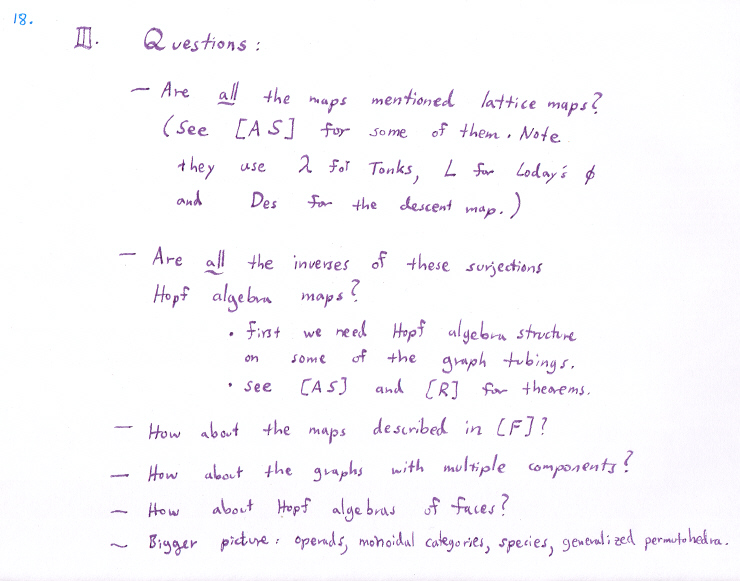 18.
III. Questions:
— Are all the maps mentioned lattice maps?
(See [AS] for some of them. Note
they use λ for Tonks, L for Loday's ϕ
and Des for the descent map.)
— Are all the inverses of these surjections
Hopf algebra maps?
• first we need Hopf algebra structure
on some of the graph tubings.
• see [AS] and [R] for theorems.
— How about the maps described in [F]?
— How about the graphs with multiple components?
— How about Hopf algebras of faces?
~ Bigger picture: operads, monoidal categories, species, generalized permutohedra.